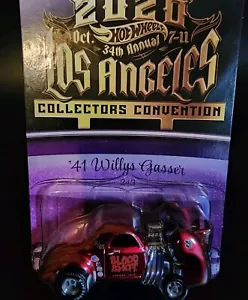 2020
Oct HOT WHEELS 7-11
34th Annual
LOS ANGELES
COLLECTORS CONVENTION
'41 Willys Gasser
BLOOD
SHOT